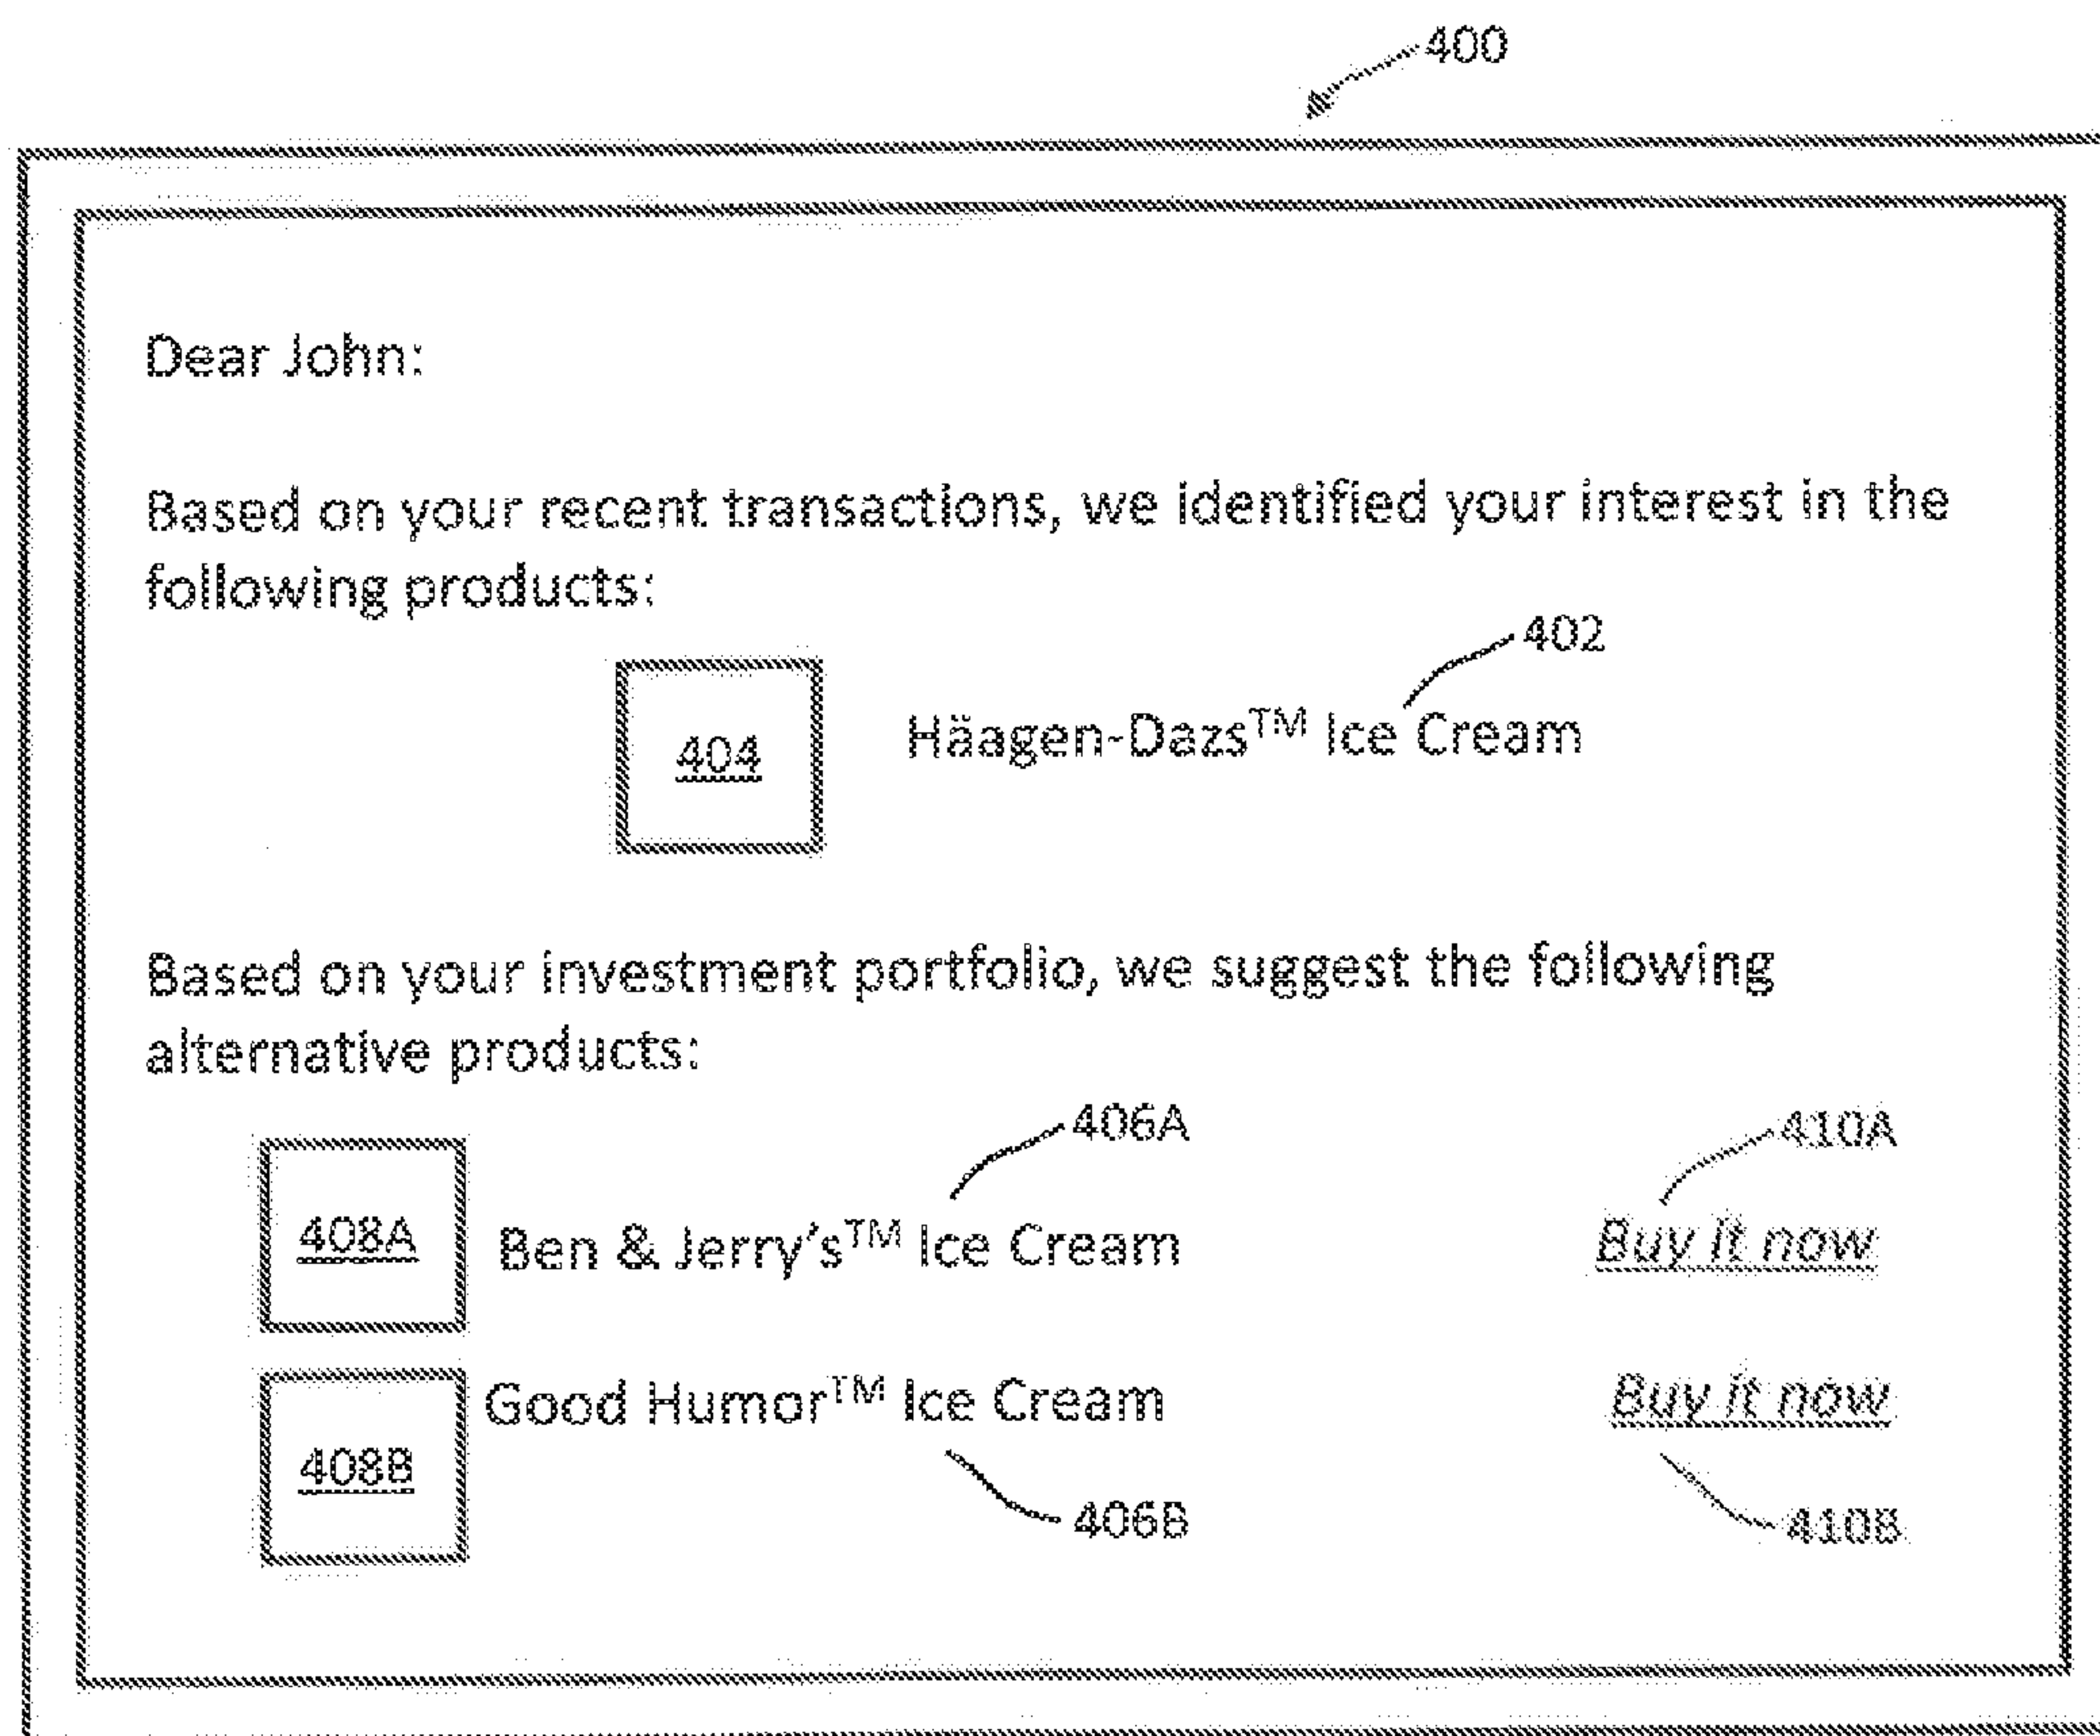 400
Dear John:
Based on your recent transactions, we identified your interest in the
following products:
402
404 Häagen-Dazs™ Ice Cream
Based on your investment portfolio, we suggest the following
alternative products:
406A 410A
408A Ben & Jerry's™ Ice Cream Buy it now
Good Humor™ Ice Cream Buy it now
408B
406B 410B